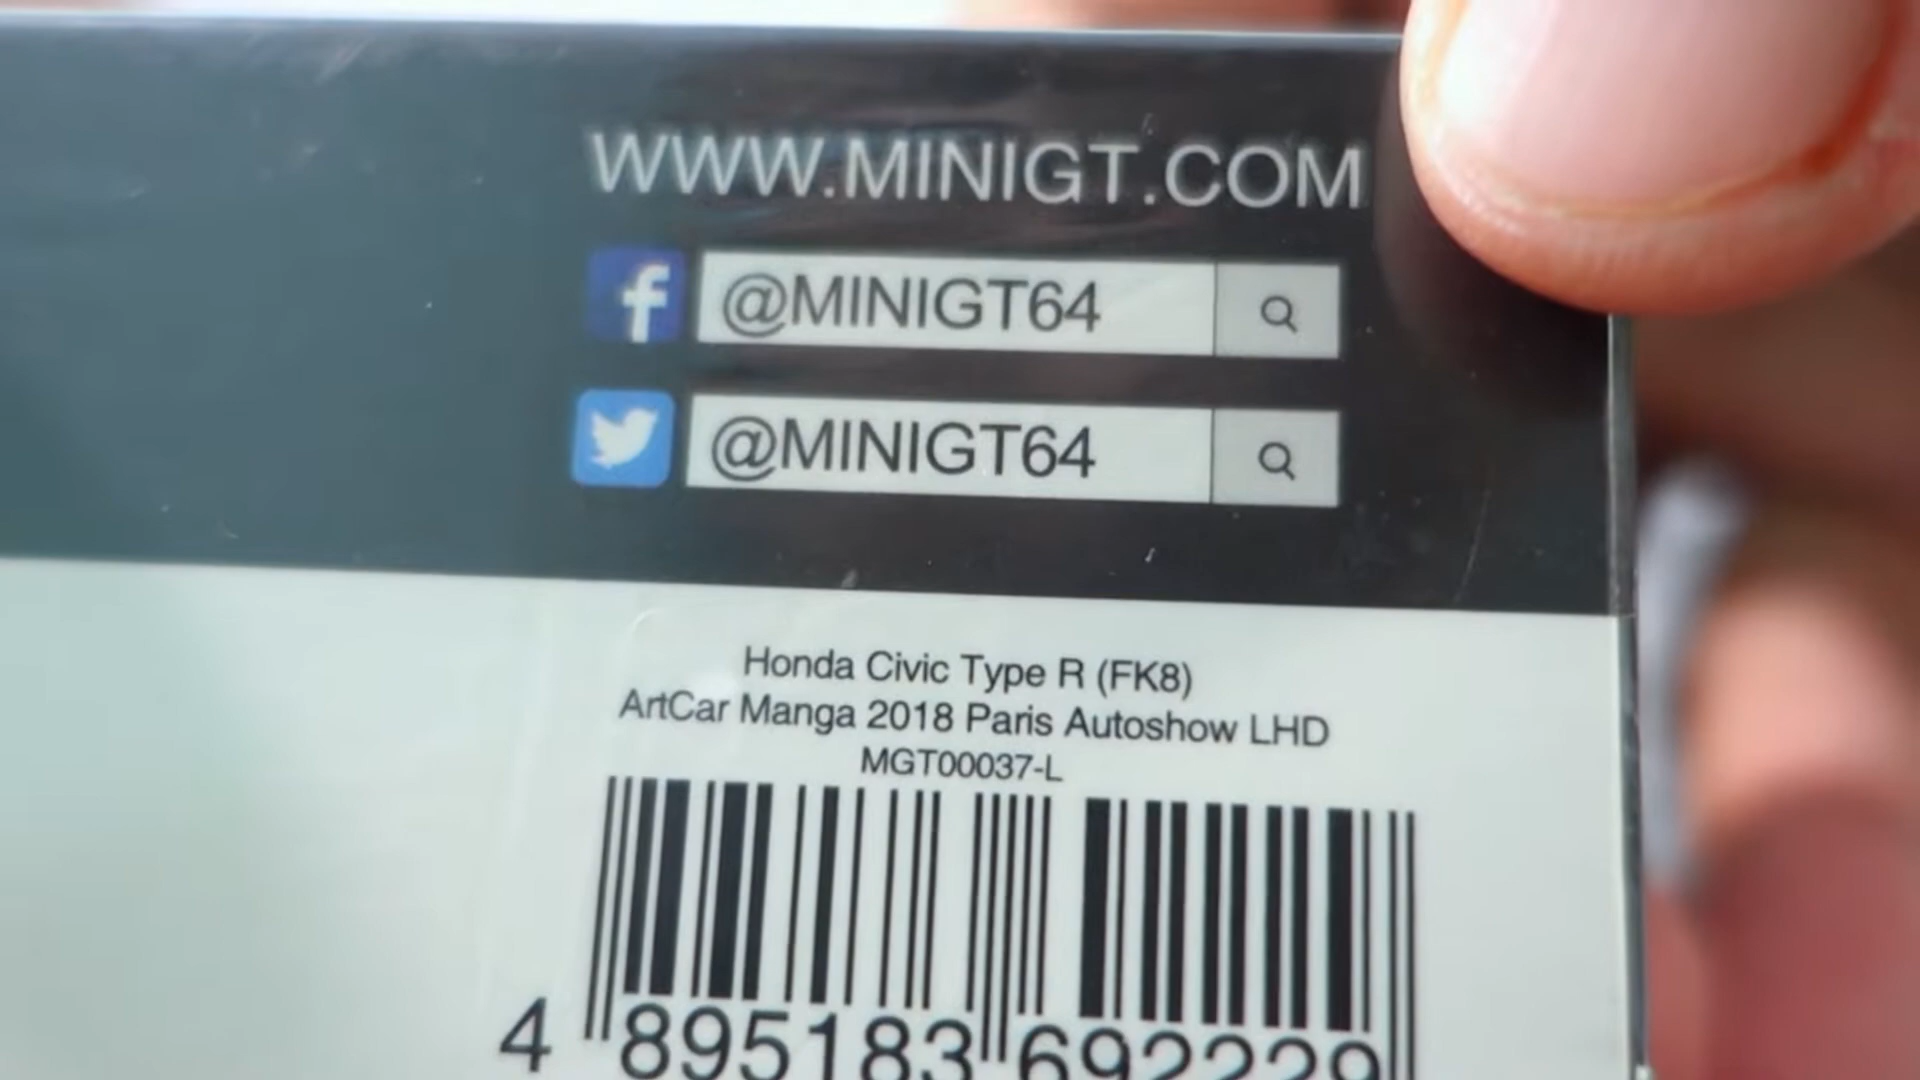 WWW.MINIGT.COM
f @MINIGT64
@MINIGT64
Honda Civic Type R (FK8)
ArtCar Manga 2018 Paris Autoshow LHD
MGT00037-L
4 895183 692229